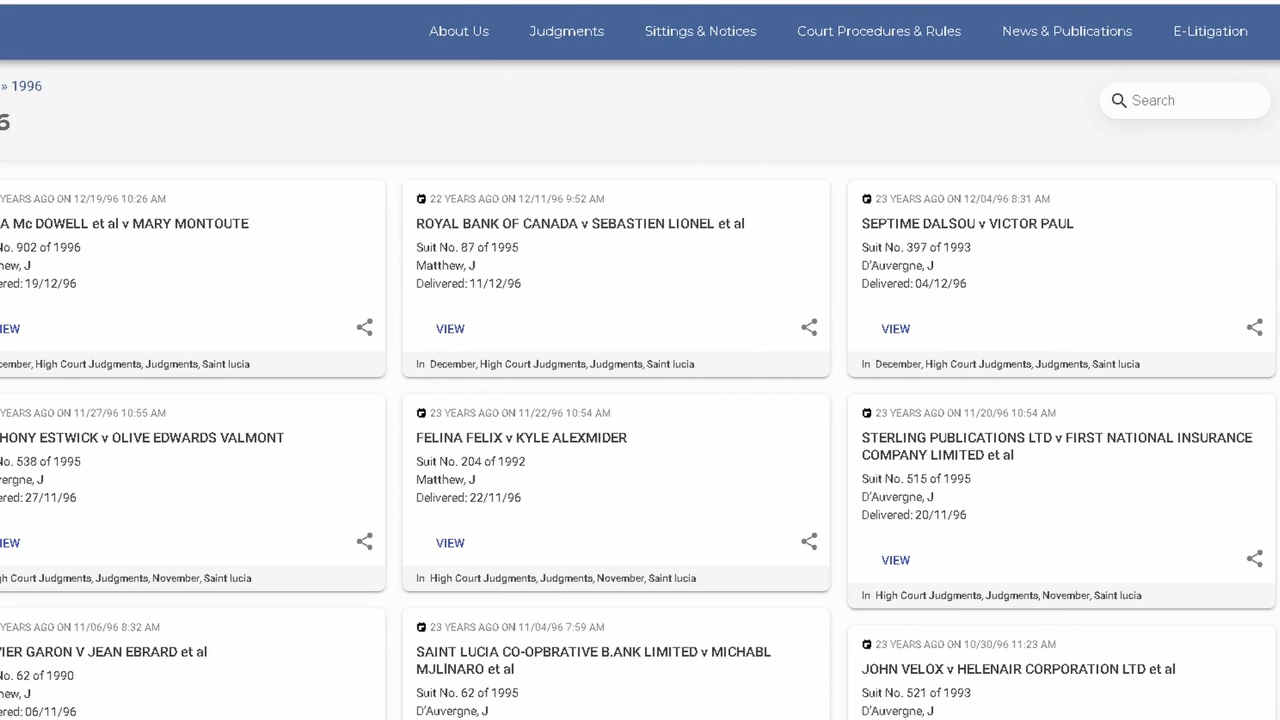 About Us Judgments Sittings & Notices Court Procedures & Rules News & Publications E-Litigation
» 1996
6
Search
YEARS AGO ON 12/19/96 10:26 AM
A Mc DOWELL et al v MARY MONTOUTE
No. 902 of 1996
hew, J
ered: 19/12/96
IEW
cember, High Court Judgments, Judgments, Saint lucia
22 YEARS AGO ON 12/11/96 9:52 AM
ROYAL BANK OF CANADA v SEBASTIEN LIONEL et al
Suit No. 87 of 1995
Matthew, J
Delivered: 11/12/96
VIEW
In December, High Court Judgments, Judgments, Saint lucia
23 YEARS AGO ON 12/04/96 8:31 AM
SEPTIME DALSOU v VICTOR PAUL
Suit No. 397 of 1993
D'Auvergne, J
Delivered: 04/12/96
VIEW
In December, High Court Judgments, Judgments, Saint lucia
YEARS AGO ON 11/27/96 10:55 AM
HONY ESTWICK v OLIVE EDWARDS VALMONT
No. 538 of 1995
vergne, J
ered: 27/11/96
IEW
gh Court Judgments, Judgments, November, Saint lucia
23 YEARS AGO ON 11/22/96 10:54 AM
FELINA FELIX v KYLE ALEXMIDER
Suit No. 204 of 1992
Matthew, J
Delivered: 22/11/96
VIEW
In High Court Judgments, Judgments, November, Saint lucia
23 YEARS AGO ON 11/20/96 10:54 AM
STERLING PUBLICATIONS LTD v FIRST NATIONAL INSURANCE
COMPANY LIMITED et al
Suit No. 515 of 1995
D'Auvergne, J
Delivered: 20/11/96
VIEW
In High Court Judgments, Judgments, November, Saint lucia
YEARS AGO ON 11/06/96 8:32 AM
VIER GARON V JEAN EBRARD et al
No. 62 of 1990
hew, J
ered: 06/11/96
23 YEARS AGO ON 11/04/96 7:59 AM
SAINT LUCIA CO-OPBRATIVE B.ANK LIMITED v MICHABL
MJLlNARO et al
Suit No. 62 of 1995
D'Auvergne, J
23 YEARS AGO ON 10/30/96 11:23 AM
JOHN VELOX v HELENAIR CORPORATION LTD et al
Suit No. 521 of 1993
D'Auvergne, J